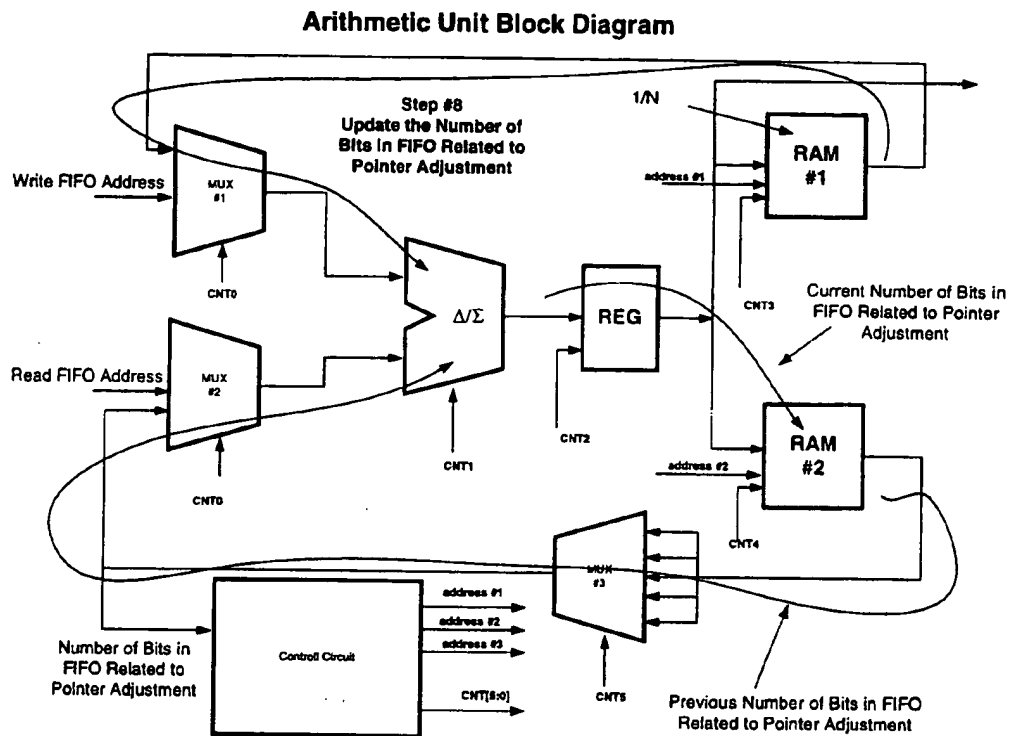 Arithmetic Unit Block Diagram
Step #8
Update the Number of
Bits in FIFO Related to
Pointer Adjustment
1/N
RAM
#1
address #1
CNT3
Write FIFO Address
MUX
#1
CNT0
Δ/Σ
CNT1
REG
CNT2
Current Number of Bits in
FIFO Related to Pointer
Adjustment
Read FIFO Address
MUX
#2
CNT0
RAM
#2
address #2
CNT4
MUX
#3
CNT5
Number of Bits in
FIFO Related to
Pointer Adjustment
Controll Circuit
address #1
address #2
address #3
CNT[5:0]
Previous Number of Bits in FIFO
Related to Pointer Adjustment